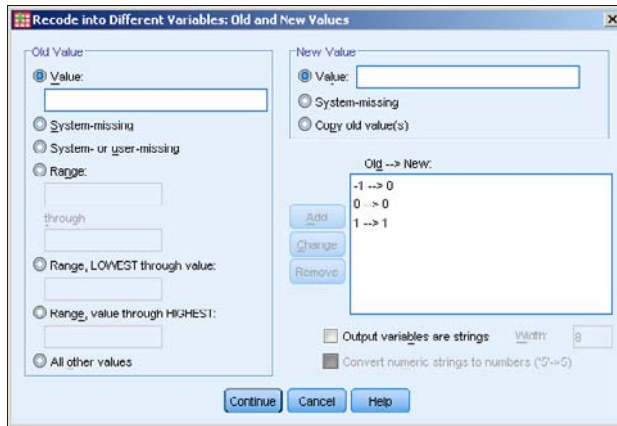 Recode into Different Variables: Old and New Values
Old Value
Value:
System-missing
System- or user-missing
Range:
through
Range, LOWEST through value:
Range, value through HIGHEST:
All other values
New Value
Value:
System-missing
Copy old value(s)
Old --> New:
-1 --> 0
0 --> 0
1 --> 1
Add
Change
Remove
Output variables are strings Width: 8
Convert numeric strings to numbers ('5'->5)
Continue Cancel Help